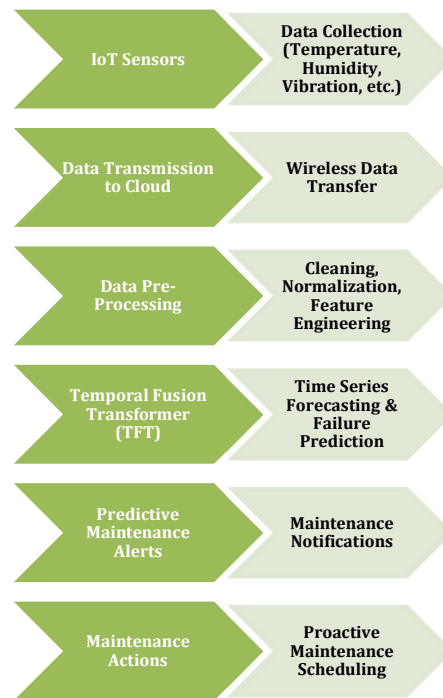 IoT Sensors
Data Collection
(Temperature,
Humidity,
Vibration, etc.)
Data Transmission
to Cloud
Wireless Data
Transfer
Data Pre-
Processing
Cleaning,
Normalization,
Feature
Engineering
Temporal Fusion
Transformer
(TFT)
Time Series
Forecasting &
Failure
Prediction
Predictive
Maintenance
Alerts
Maintenance
Notifications
Maintenance
Actions
Proactive
Maintenance
Scheduling